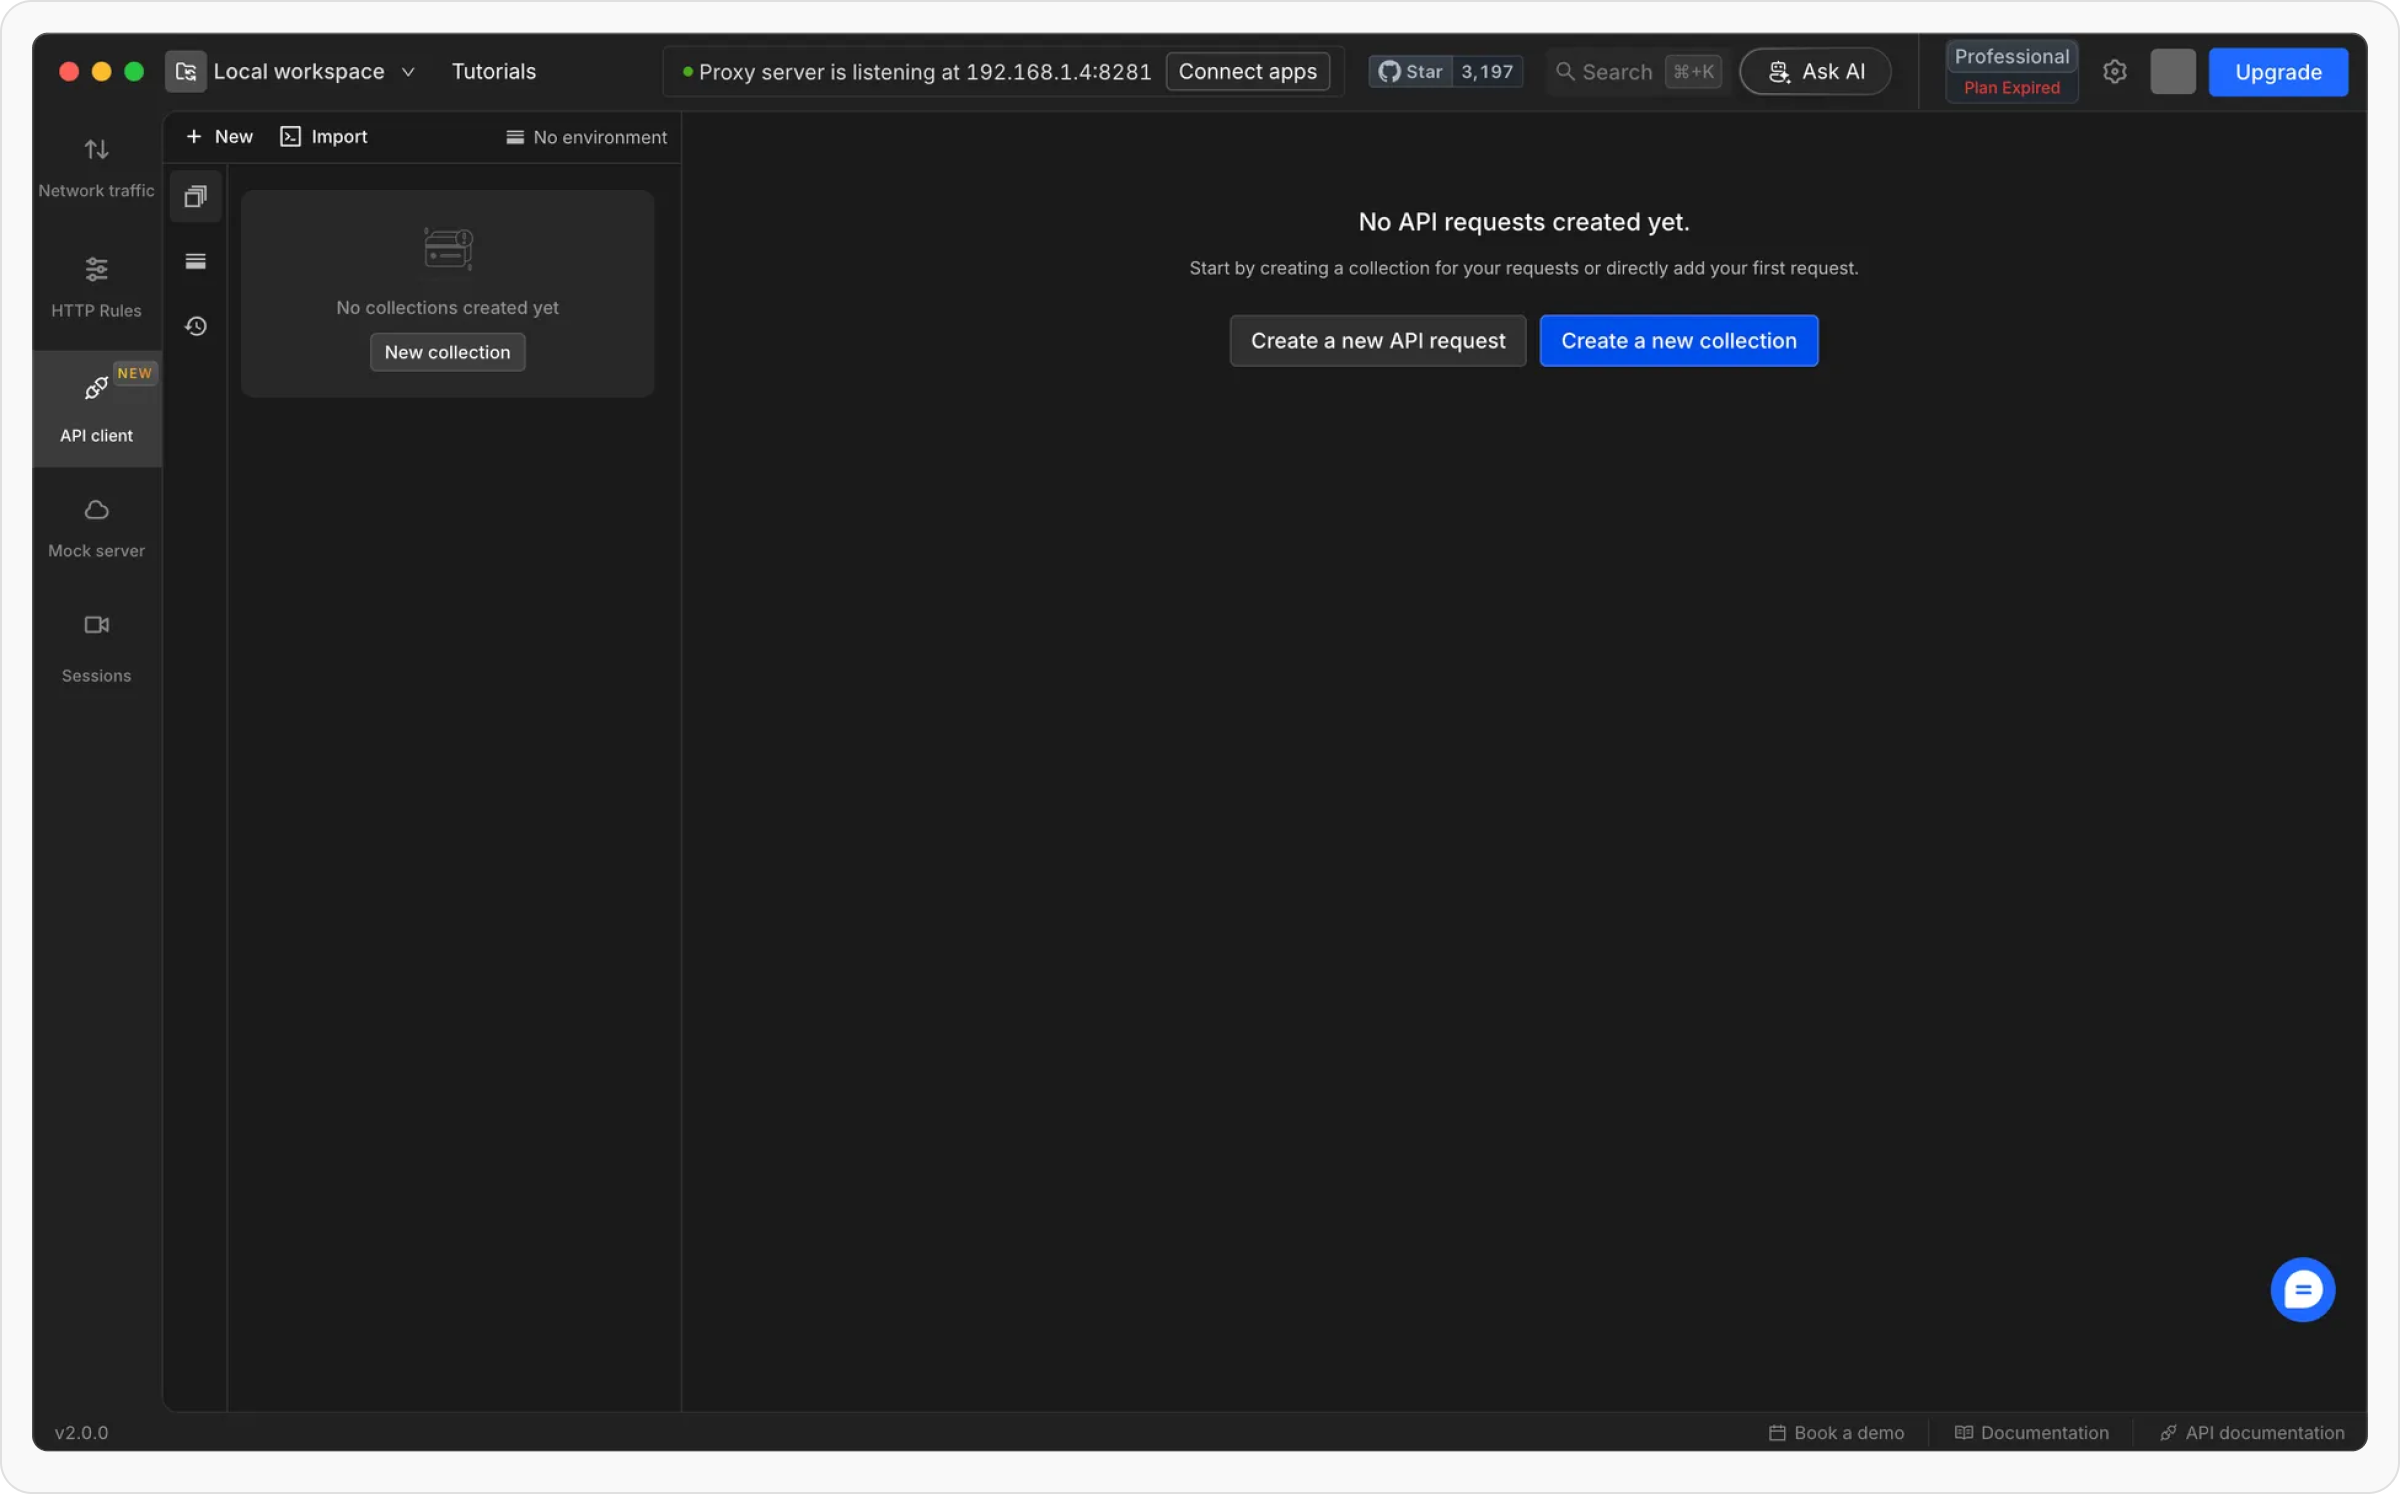 Local workspace
Tutorials
Proxy server is listening at 192.168.1.4:8281
Connect apps
Star 3,197
Search ⌘+K
Ask AI
Professional
Plan Expired
Upgrade
Network traffic
HTTP Rules
NEW
API client
Mock server
Sessions
+ New
Import
No environment
No collections created yet
New collection
No API requests created yet.
Start by creating a collection for your requests or directly add your first request.
Create a new API request
Create a new collection
v2.0.0
Book a demo
Documentation
API documentation